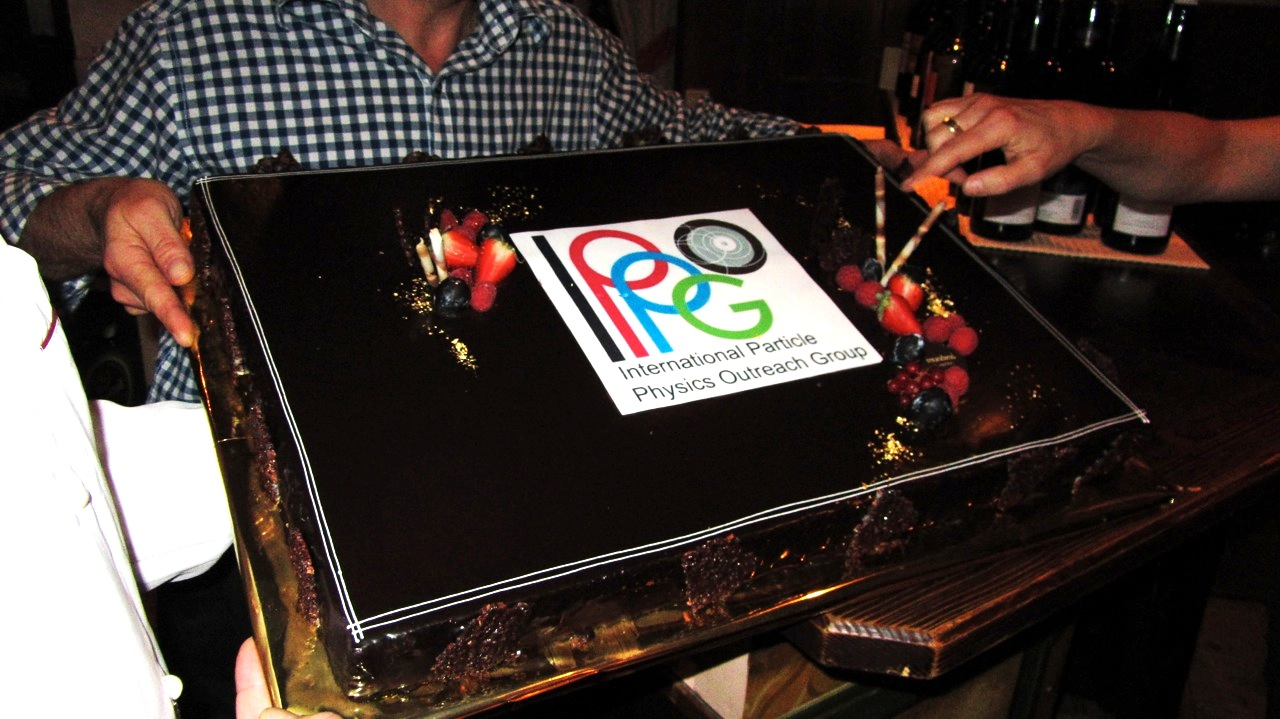 IPPOG
International Particle
Physics Outreach Group